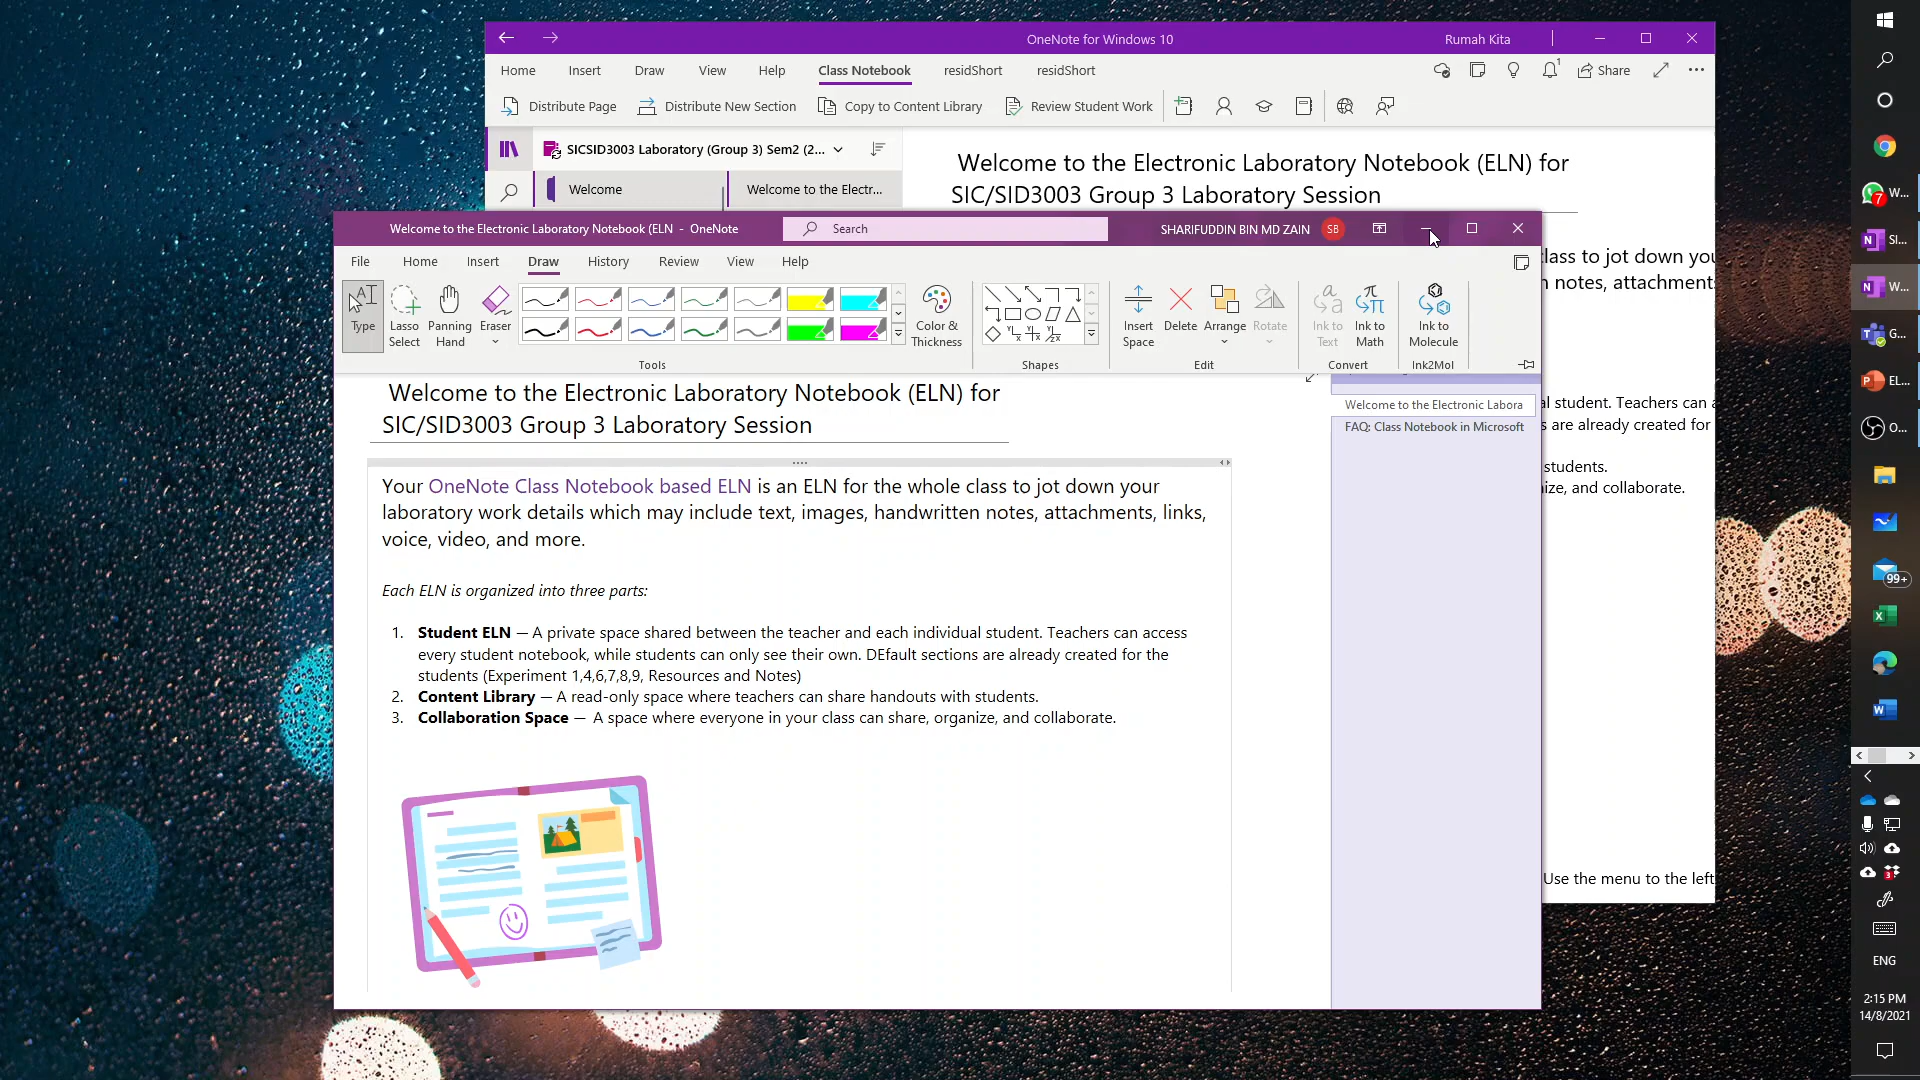 OneNote for Windows 10
Rumah Kita
Home Insert Draw View Help Class Notebook residShort residShort
1 Share
Distribute Page Distribute New Section Copy to Content Library Review Student Work
SICSID3003 Laboratory (Group 3) Sem2 (2...
Welcome
Welcome to the Electr...
Welcome to the Electronic Laboratory Notebook (ELN) for
SIC/SID3003 Group 3 Laboratory Session
Welcome to the Electronic Laboratory Notebook (ELN - OneNote
Search
SHARIFUDDIN BIN MD ZAIN SB
File Home Insert Draw History Review View Help
Type
Lasso
Select
Panning
Hand
Eraser
Color &
Thickness
Insert
Space
Delete
Arrange
Rotate
Ink to
Text
Ink to
Math
Ink to
Molecule
Tools
Shapes
Edit
Convert
Ink2Mol
Welcome to the Electronic Laboratory Notebook (ELN) for
SIC/SID3003 Group 3 Laboratory Session
Your OneNote Class Notebook based ELN is an ELN for the whole class to jot down your
laboratory work details which may include text, images, handwritten notes, attachments, links,
voice, video, and more.
Each ELN is organized into three parts:
1. Student ELN — A private space shared between the teacher and each individual student. Teachers can access
every student notebook, while students can only see their own. DEfault sections are already created for the
students (Experiment 1,4,6,7,8,9, Resources and Notes)
2. Content Library — A read-only space where teachers can share handouts with students.
3. Collaboration Space — A space where everyone in your class can share, organize, and collaborate.
Welcome to the Electronic Labora
FAQ: Class Notebook in Microsoft
class to jot down you
n notes, attachment
al student. Teachers can a
s are already created for
students.
ize, and collaborate.
Use the menu to the left
7 W...
SI...
W...
G...
EL...
O...
99+
3
ENG
2:15 PM
14/8/2021